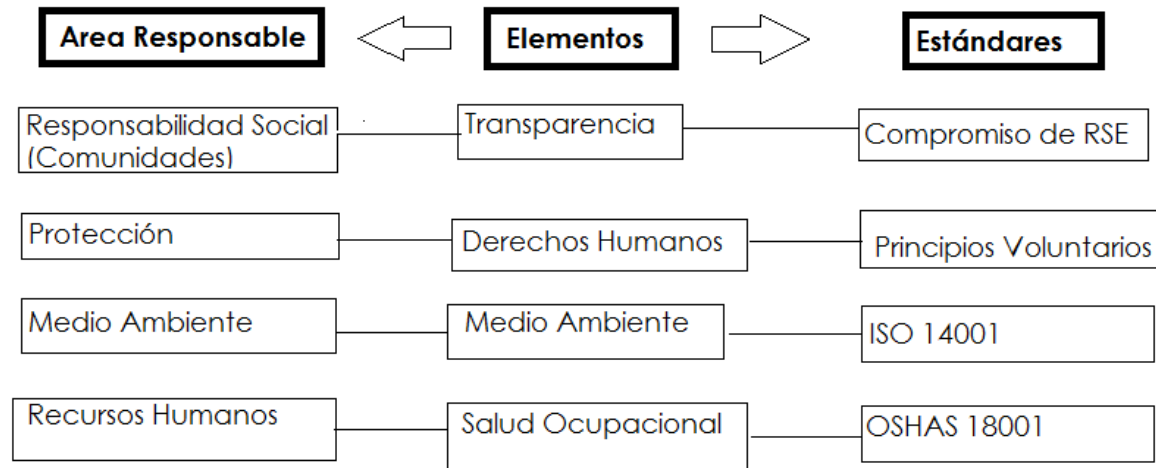 Area Responsable
Elementos
Estándares
Responsabilidad Social
(Comunidades)
Transparencia
Compromiso de RSE
Protección
Derechos Humanos
Principios Voluntarios
Medio Ambiente
Medio Ambiente
ISO 14001
Recursos Humanos
Salud Ocupacional
OSHAS 18001